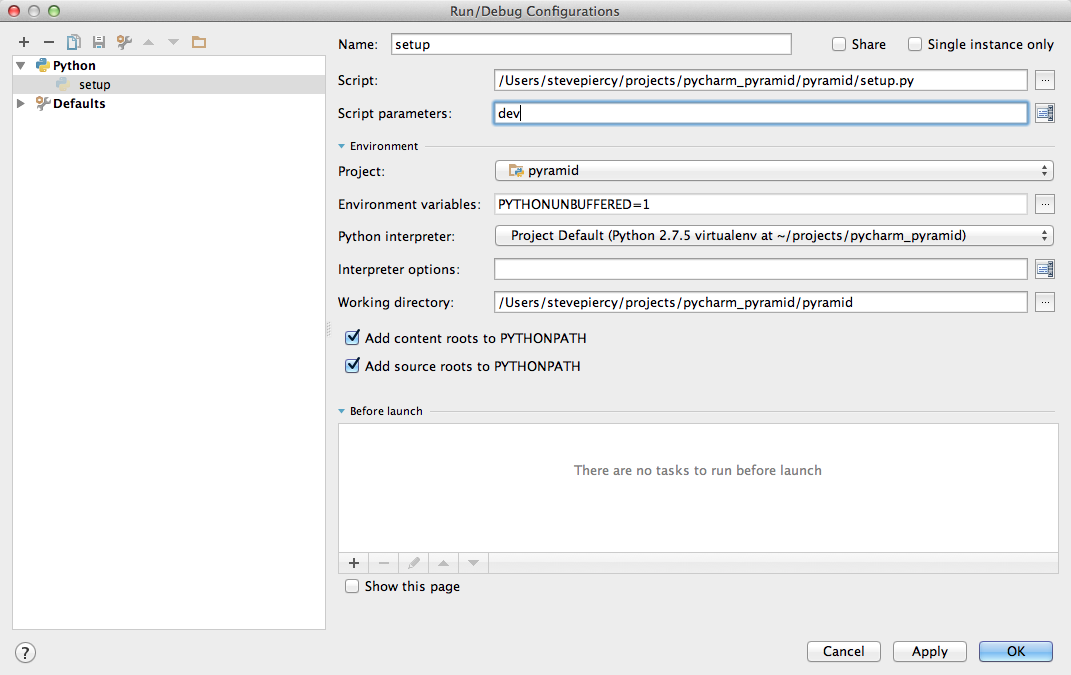 Run/Debug Configurations
Name: setup Share Single instance only
Python
setup
Defaults
Script: /Users/stevepiercy/projects/pycharm_pyramid/pyramid/setup.py ...
Script parameters: dev
Environment
Project: pyramid
Environment variables: PYTHONUNBUFFERED=1 ...
Python interpreter: Project Default (Python 2.7.5 virtualenv at ~/projects/pycharm_pyramid)
Interpreter options:
Working directory: /Users/stevepiercy/projects/pycharm_pyramid/pyramid ...
Add content roots to PYTHONPATH
Add source roots to PYTHONPATH
Before launch
There are no tasks to run before launch
Show this page
? Cancel Apply OK